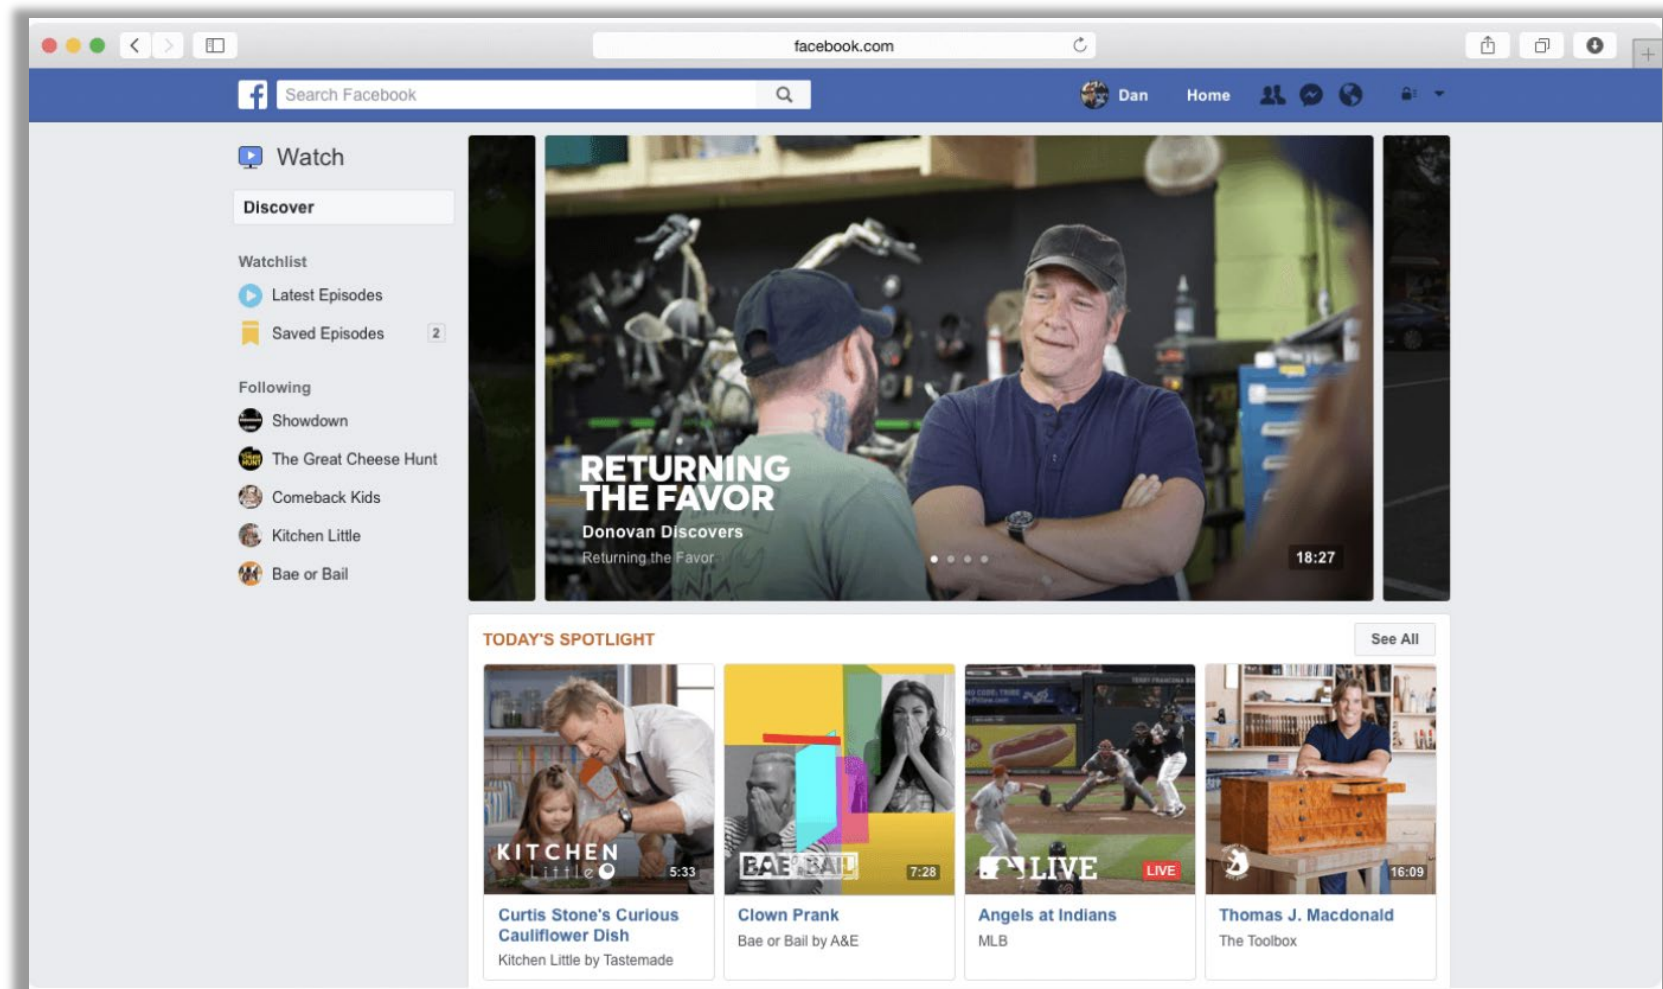 facebook.com
Search Facebook
Dan
Home
Watch
Discover
Watchlist
Latest Episodes
Saved Episodes 2
Following
Showdown
The Great Cheese Hunt
Comeback Kids
Kitchen Little
Bae or Bail
RETURNING
THE FAVOR
Donovan Discovers
Returning the Favor
18:27
TODAY'S SPOTLIGHT
See All
KITCHEN
Little
5:33
Curtis Stone's Curious
Cauliflower Dish
Kitchen Little by Tastemade
BAE OR BAIL
7:28
Clown Prank
Bae or Bail by A&E
LIVE
LIVE
Angels at Indians
MLB
16:09
Thomas J. Macdonald
The Toolbox